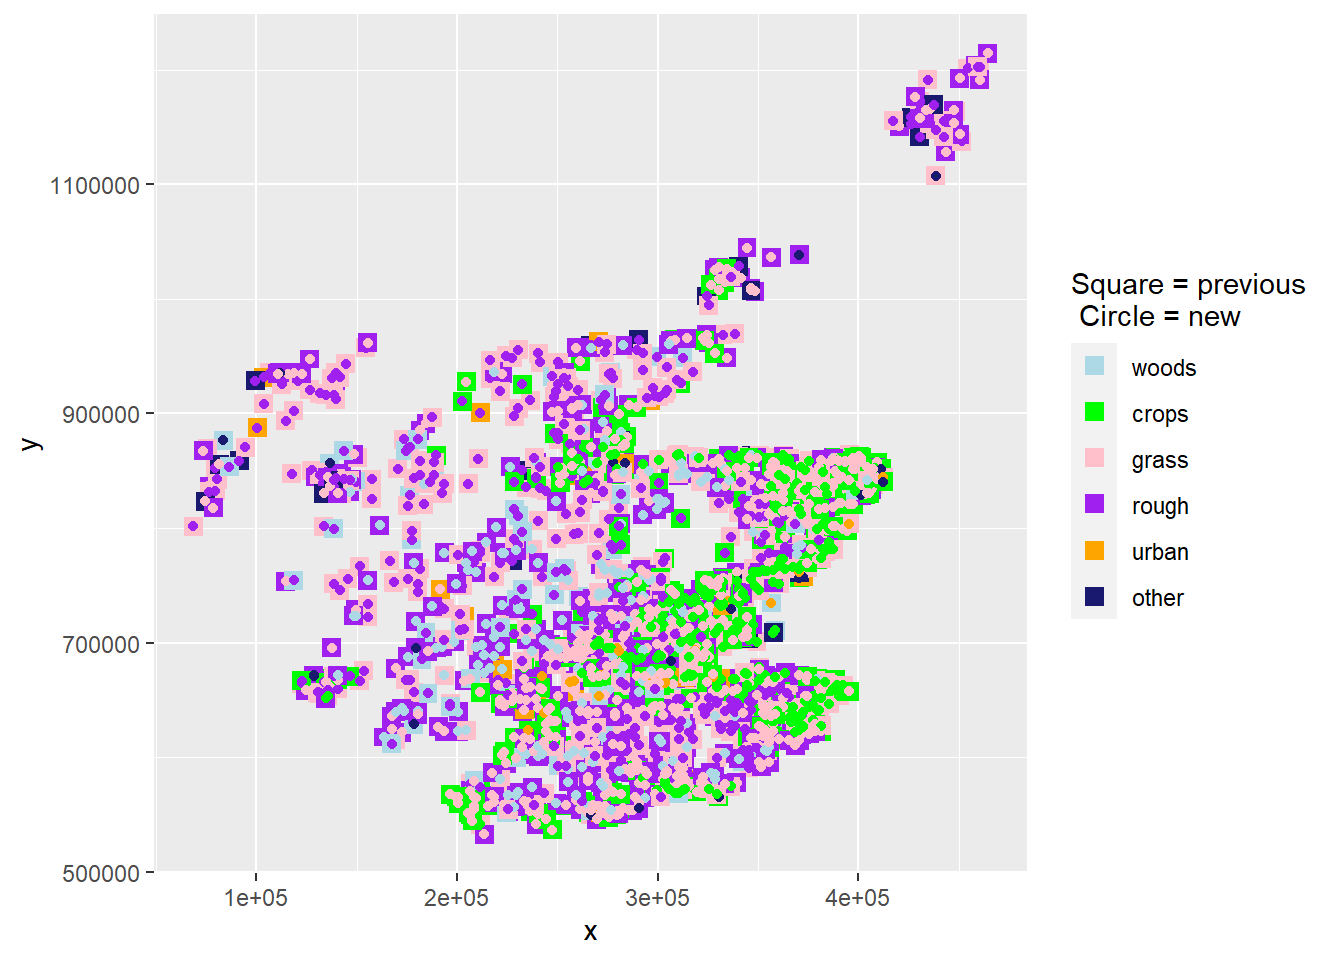 1100000
900000
700000
500000
y
1e+05
2e+05
3e+05
4e+05
x
Square = previous
Circle = new
woods
crops
grass
rough
urban
other